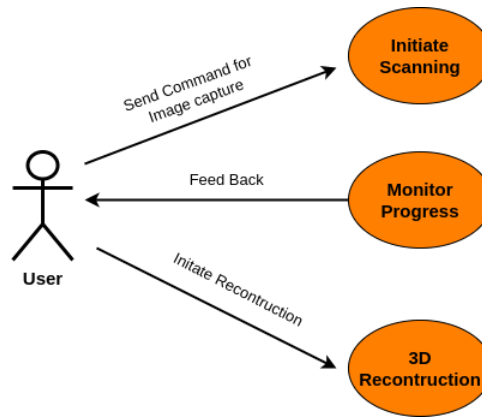 Initiate
Scanning
Send Command for
Image capture
Feed Back
Monitor
Progress
User
Initate Recontruction
3D
Recontruction